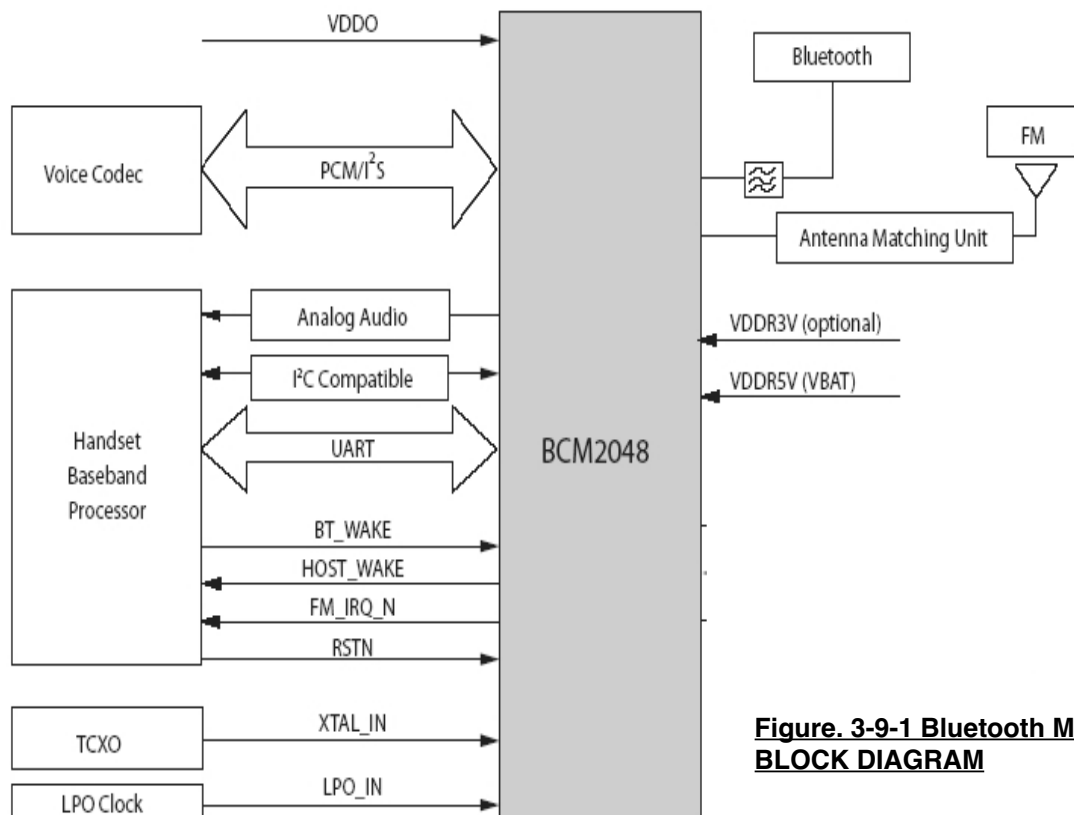 VDDO
Bluetooth
FM
Voice Codec
PCM/I²S
Antenna Matching Unit
Analog Audio
VDDR3V (optional)
I²C Compatible
VDDR5V (VBAT)
Handset
Baseband
Processor
UART
BCM2048
BT_WAKE
HOST_WAKE
FM_IRQ_N
RSTN
TCXO
XTAL_IN
Figure. 3-9-1 Bluetooth M
BLOCK DIAGRAM
LPO Clock
LPO_IN